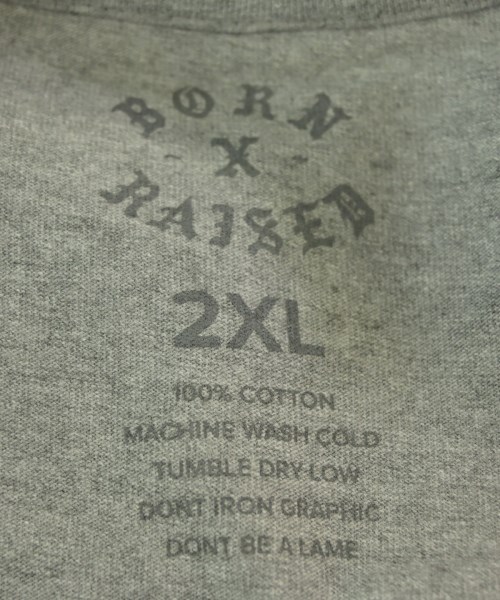 BORN
- X -
RAISED
2XL
100% COTTON
MACHINE WASH COLD
TUMBLE DRY LOW
DONT IRON GRAPHIC
DONT BE A LAME